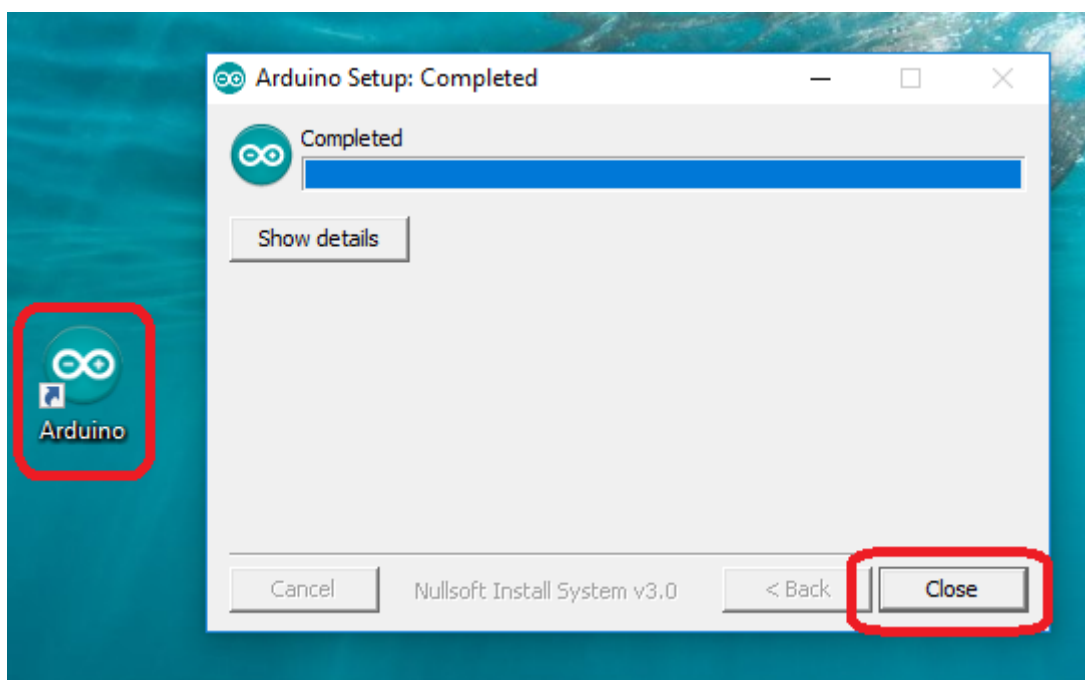 Arduino Setup: Completed
Completed
Show details
Arduino
Cancel
Nullsoft Install System v3.0
< Back
Close